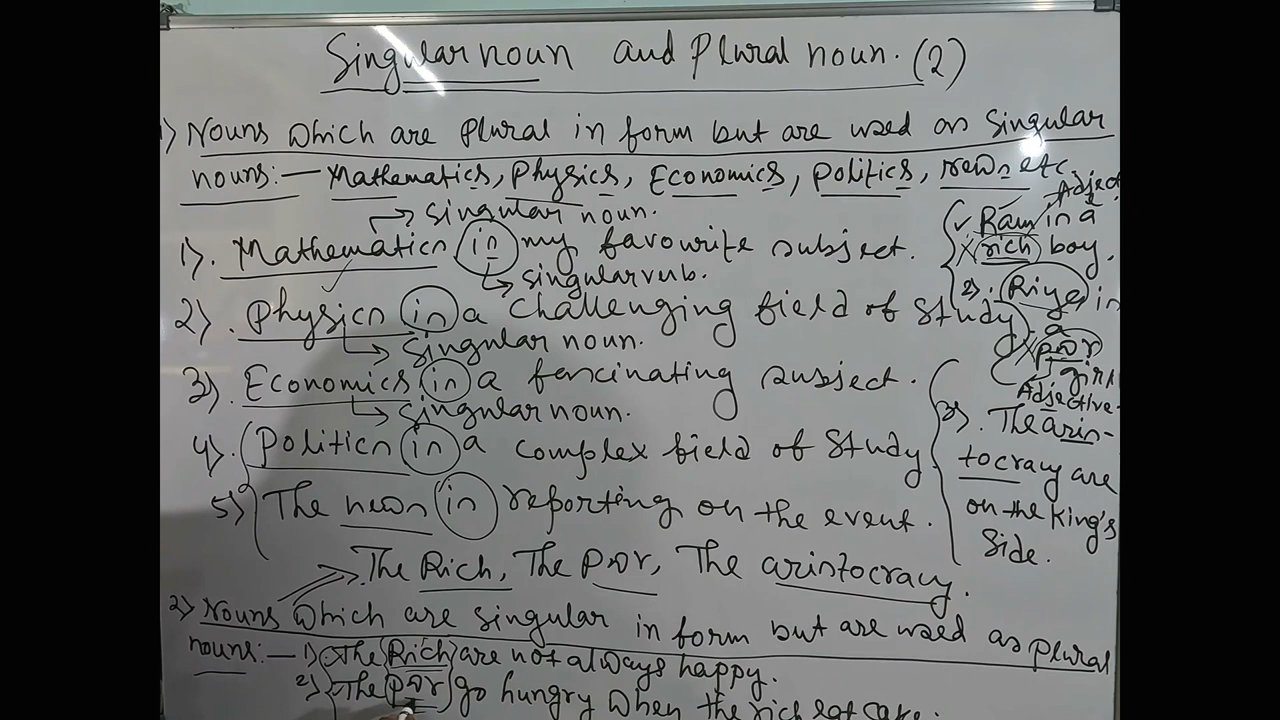 Singular noun and Plural noun. (2)
1) Nouns which are plural in form but are used as singular
nouns:— Mathematics, Physics, Economics, Politics, news etc.
→ singular noun.
1). Mathematics is my favourite subject.
→ singular verb.
2). Physics is a challenging field of study.
→ singular noun.
3). Economics is a fascinating subject.
→ singular noun.
4). Politics is a complex field of study
5) The news is reporting on the event.
The Rich, The Poor, The aristocracy.
2) Nouns which are singular in form but are used as plural
nouns:— 1) The Rich are not always happy.
2) The poor go hungry when the rich eat cake.
Adject
Ram is a
rich boy.
2). Riya is
a
poor
girl
Adjective
3). The aris-
tocracy are
on the King's
side.